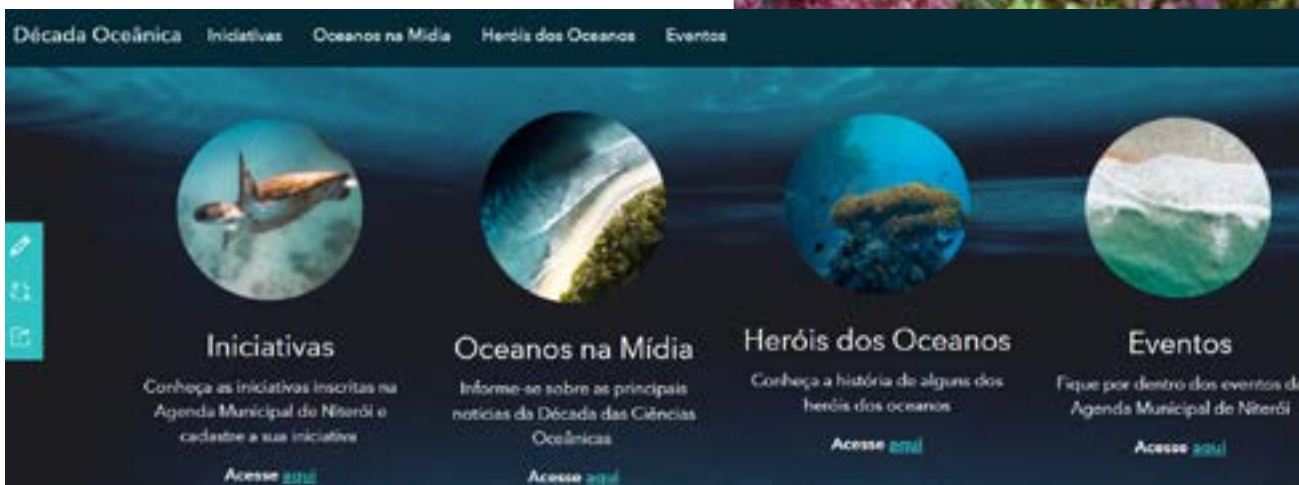 Década Oceânica Iniciativas Oceanos na Mídia Heróis dos Oceanos Eventos
Iniciativas
Conheça as iniciativas inscritas na
Agenda Municipal de Niterói e
cadastre a sua iniciativa
Acesse aqui
Oceanos na Mídia
Informe-se sobre as principais
notícias da Década das Ciências
Oceânicas
Acesse aqui
Heróis dos Oceanos
Conheça a história de alguns dos
heróis dos oceanos
Acesse aqui
Eventos
Fique por dentro dos eventos da
Agenda Municipal de Niterói
Acesse aqui